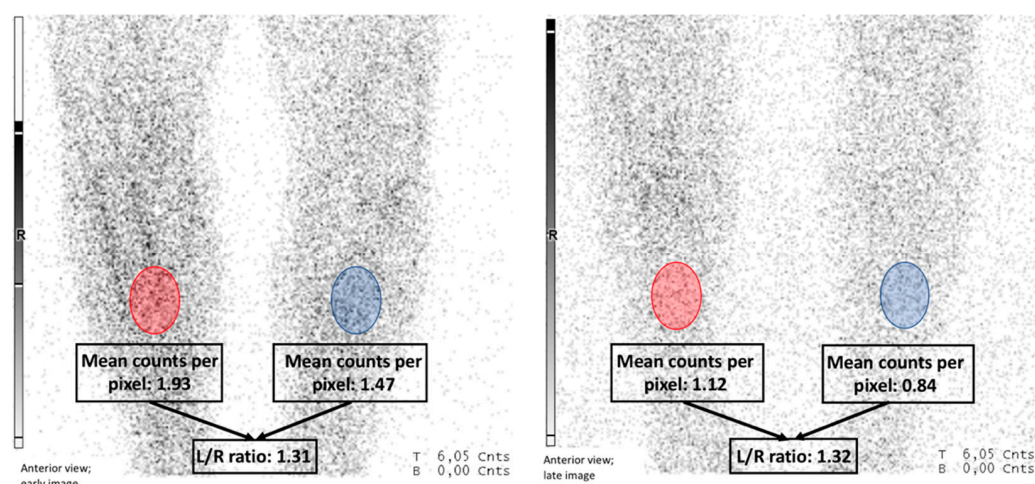 R
Mean counts per
pixel: 1.93
Mean counts per
pixel: 1.47
L/R ratio: 1.31
Anterior view;
early image
T 6,05 Cnts
B 0,00 Cnts
R
Mean counts per
pixel: 1.12
Mean counts per
pixel: 0.84
L/R ratio: 1.32
Anterior view;
late image
T 6,05 Cnts
B 0,00 Cnts